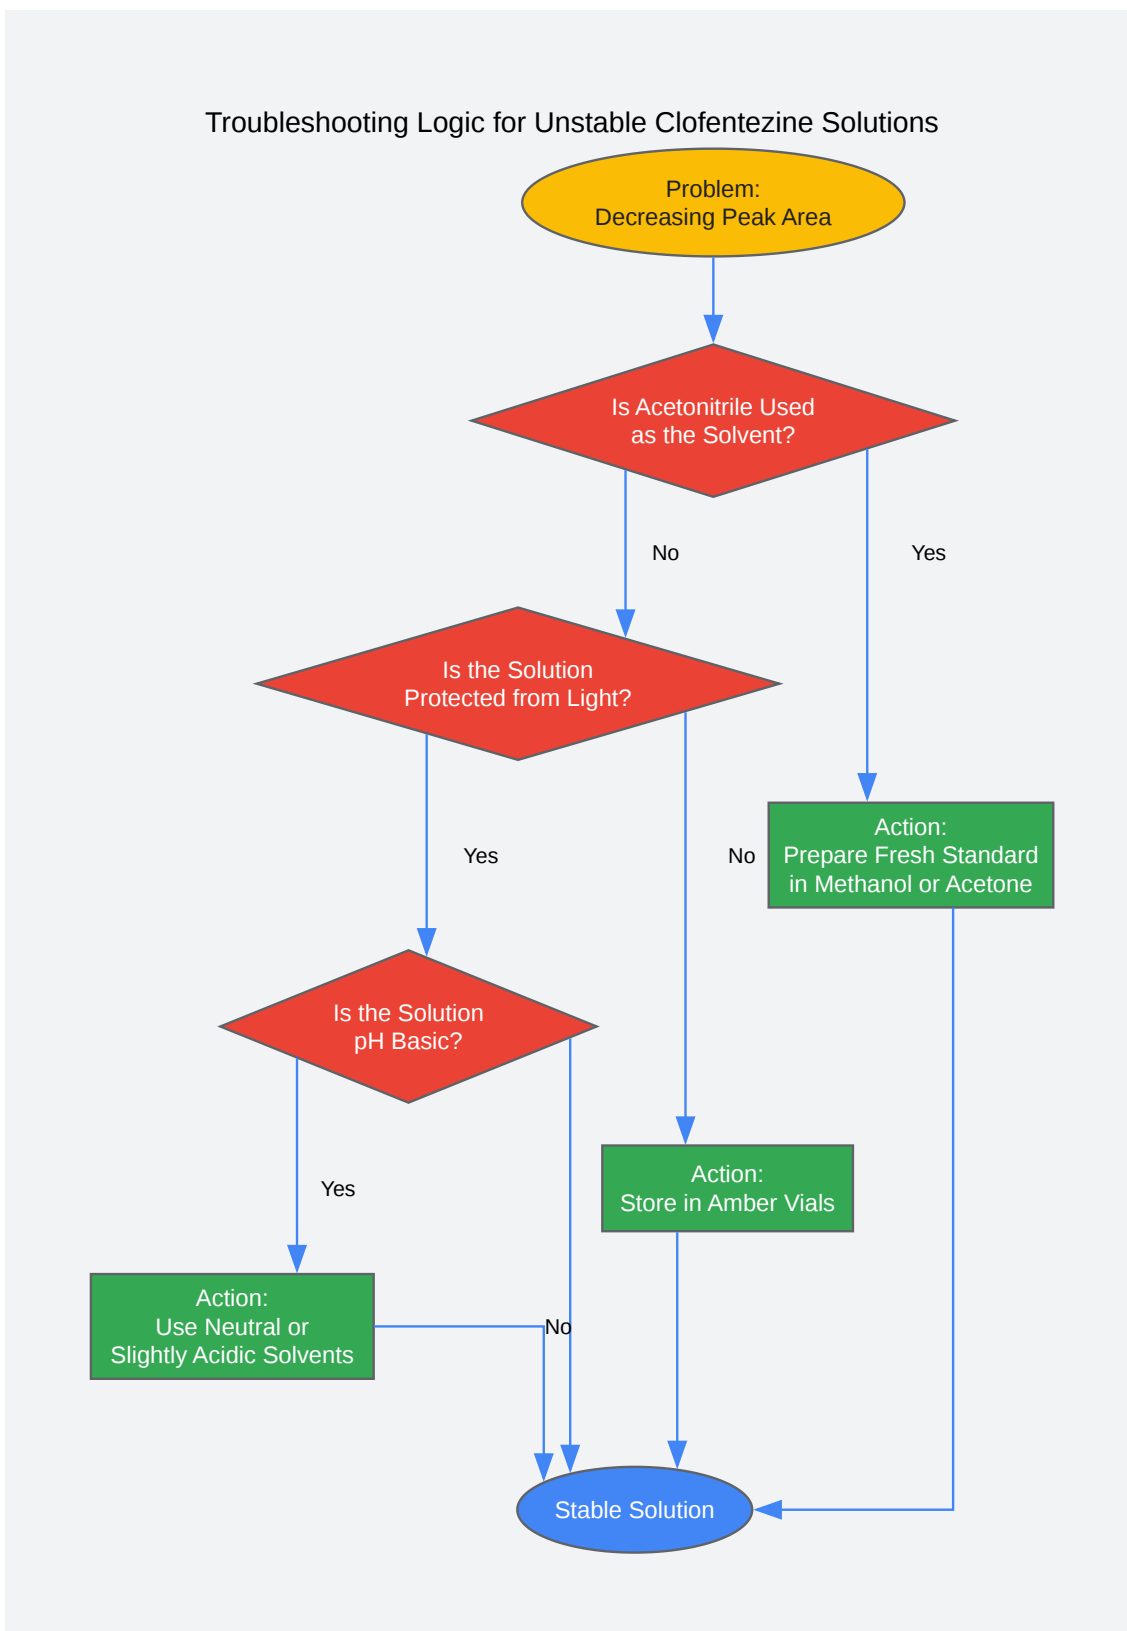 Troubleshooting Logic for Unstable Clofentezine Solutions
Problem:
Decreasing Peak Area
Is Acetonitrile Used
as the Solvent?
No
Yes
Is the Solution
Protected from Light?
Action:
Prepare Fresh Standard
in Methanol or Acetone
Yes
No
Is the Solution
pH Basic?
Action:
Store in Amber Vials
Yes
Action:
Use Neutral or
Slightly Acidic Solvents
No
Stable Solution